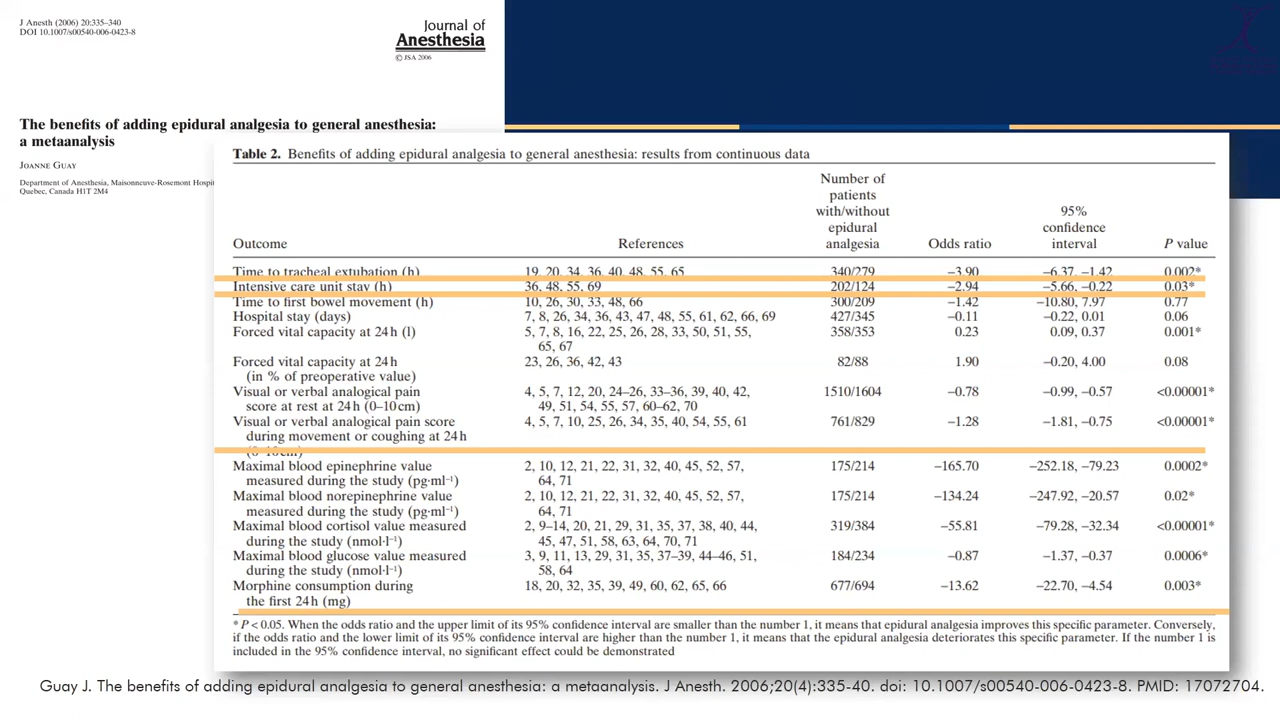 J Anesth (2006) 20:335–340
DOI 10.1007/s00540-006-0423-8
Journal of
Anesthesia
© JSA 2006
The benefits of adding epidural analgesia to general anesthesia:
a metaanalysis
Joanne Guay
Department of Anesthesia, Maisonneuve-Rosemont Hospi
Quebec, Canada H1T 2M4
Table 2. Benefits of adding epidural analgesia to general anesthesia: results from continuous data
Number of
patients
with/without 95%
epidural confidence
Outcome References analgesia Odds ratio interval P value
Time to tracheal extubation (h) 19, 20, 34, 36, 40, 48, 55, 65 340/279 −3.90 −6.37, −1.42 0.002*
Intensive care unit stay (h) 36, 48, 55, 69 202/124 −2.94 −5.66, −0.22 0.03*
Time to first bowel movement (h) 10, 26, 30, 33, 48, 66 300/209 −1.42 −10.80, 7.97 0.77
Hospital stay (days) 7, 8, 26, 34, 36, 43, 47, 48, 55, 61, 62, 66, 69 427/345 −0.11 −0.22, 0.01 0.06
Forced vital capacity at 24 h (l) 5, 7, 8, 16, 22, 25, 26, 28, 33, 50, 51, 55, 358/353 0.23 0.09, 0.37 0.001*
65, 67
Forced vital capacity at 24 h 23, 26, 36, 42, 43 82/88 1.90 −0.20, 4.00 0.08
(in % of preoperative value)
Visual or verbal analogical pain 4, 5, 7, 12, 20, 24–26, 33–36, 39, 40, 42, 1510/1604 −0.78 −0.99, −0.57 <0.00001*
score at rest at 24 h (0–10 cm) 49, 51, 54, 55, 57, 60–62, 70
Visual or verbal analogical pain score 4, 5, 7, 10, 25, 26, 34, 35, 40, 54, 55, 61 761/829 −1.28 −1.81, −0.75 <0.00001*
during movement or coughing at 24 h
(0–10 cm)
Maximal blood epinephrine value 2, 10, 12, 21, 22, 31, 32, 40, 45, 52, 57, 175/214 −165.70 −252.18, −79.23 0.0002*
measured during the study (pg·ml⁻¹) 64, 71
Maximal blood norepinephrine value 2, 10, 12, 21, 22, 31, 32, 40, 45, 52, 57, 175/214 −134.24 −247.92, −20.57 0.02*
measured during the study (pg·ml⁻¹) 64, 71
Maximal blood cortisol value measured 2, 9–14, 20, 21, 29, 31, 35, 37, 38, 40, 44, 319/384 −55.81 −79.28, −32.34 <0.00001*
during the study (nmol·l⁻¹) 45, 47, 51, 58, 63, 64, 70, 71
Maximal blood glucose value measured 3, 9, 11, 13, 29, 31, 35, 37–39, 44–46, 51, 184/234 −0.87 −1.37, −0.37 0.0006*
during the study (nmol·l⁻¹) 58, 64
Morphine consumption during 18, 20, 32, 35, 39, 49, 60, 62, 65, 66 677/694 −13.62 −22.70, −4.54 0.003*
the first 24 h (mg)
* P < 0.05. When the odds ratio and the upper limit of its 95% confidence interval are smaller than the number 1, it means that epidural analgesia improves this specific parameter. Conversely,
if the odds ratio and the lower limit of its 95% confidence interval are higher than the number 1, it means that the epidural analgesia deteriorates this specific parameter. If the number 1 is
included in the 95% confidence interval, no significant effect could be demonstrated
Guay J. The benefits of adding epidural analgesia to general anesthesia: a metaanalysis. J Anesth. 2006;20(4):335-40. doi: 10.1007/s00540-006-0423-8. PMID: 17072704.